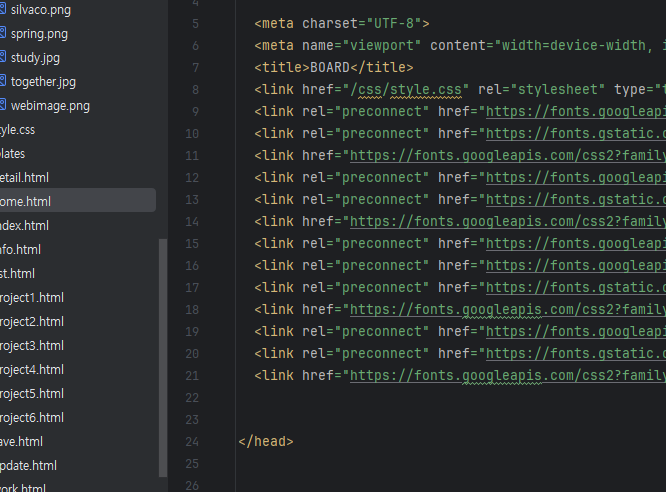 silvaco.png
spring.png
study.jpg
together.jpg
webimage.png
tyle.css
plates
etail.html
ome.html
ndex.html
nfo.html
st.html
roject1.html
roject2.html
roject3.html
roject4.html
roject5.html
roject6.html
ave.html
pdate.html
work.html
4
5 <meta charset="UTF-8">
6 <meta name="viewport" content="width=device-width, i
7 <title>BOARD</title>
8 <link href="/css/style.css" rel="stylesheet" type="t
9 <link rel="preconnect" href="https://fonts.googleapi
10 <link rel="preconnect" href="https://fonts.gstatic.c
11 <link href="https://fonts.googleapis.com/css2?family
12 <link rel="preconnect" href="https://fonts.googleapi
13 <link rel="preconnect" href="https://fonts.gstatic.c
14 <link href="https://fonts.googleapis.com/css2?family
15 <link rel="preconnect" href="https://fonts.googleapi
16 <link rel="preconnect" href="https://fonts.googleapi
17 <link rel="preconnect" href="https://fonts.gstatic.c
18 <link href="https://fonts.googleapis.com/css2?family
19 <link rel="preconnect" href="https://fonts.googleapi
20 <link rel="preconnect" href="https://fonts.gstatic.c
21 <link href="https://fonts.googleapis.com/css2?family
22
23
24 </head>
25
26